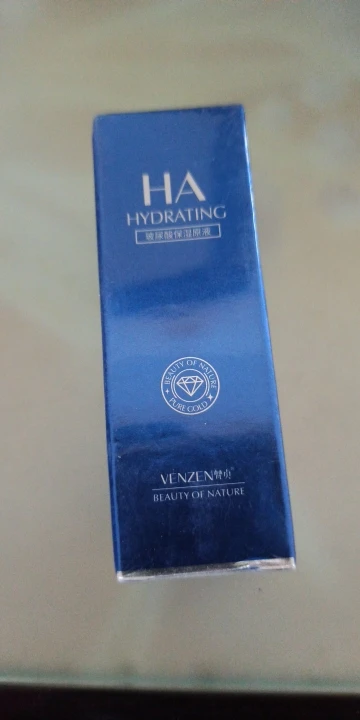 HA
HYDRATING
玻尿酸保湿原液
BEAUTY OF NATURE
PURE GOLD
VENZEN梵贞
BEAUTY OF NATURE